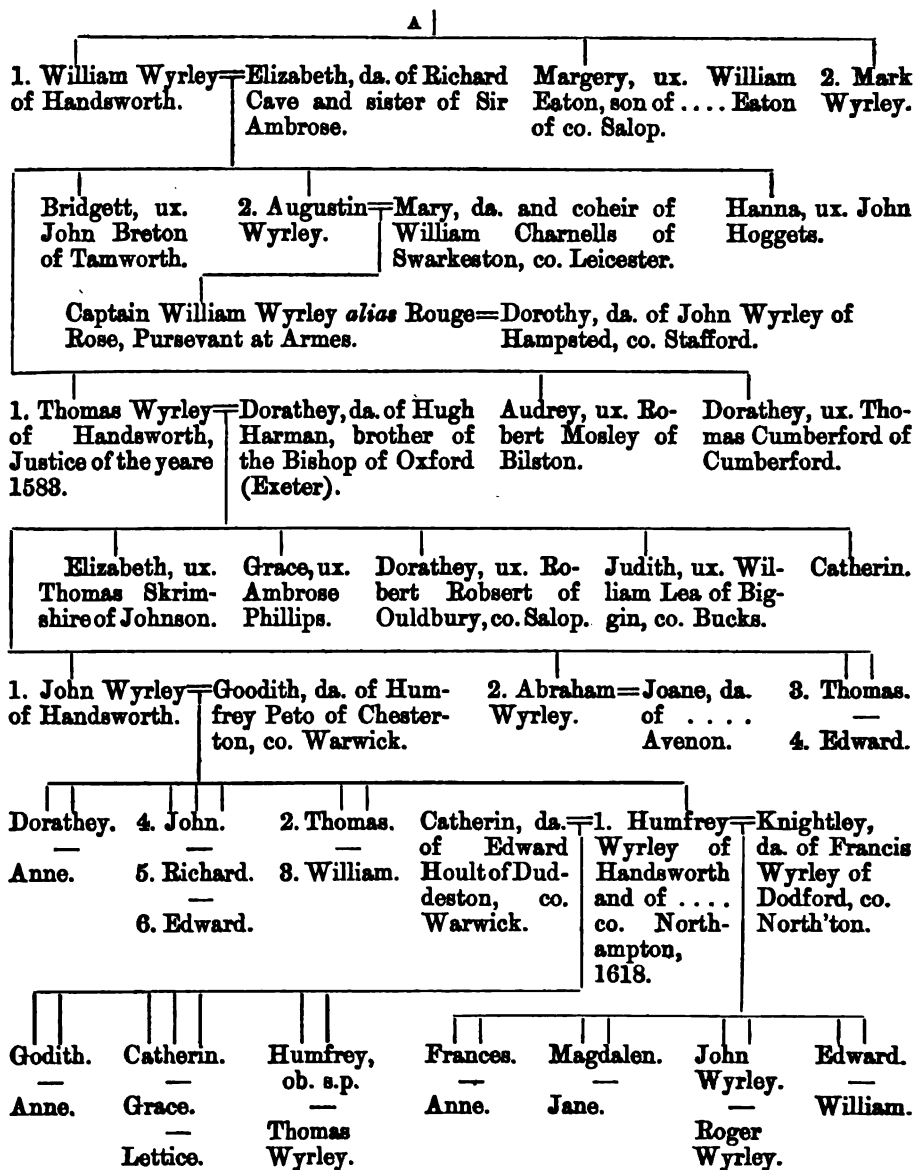 A
1. William Wyrley=Elizabeth, da. of Richard
of Handsworth. Cave and sister of Sir
Ambrose.
Margery, ux. William
Eaton, son of .... Eaton
of co. Salop.
2. Mark
Wyrley.
Bridgett, ux.
John Breton
of Tamworth.
2. Augustin=Mary, da. and coheir of
Wyrley. William Charnells of
Swarkeston, co. Leicester.
Hanna, ux. John
Hoggets.
Captain William Wyrley alias Rouge=Dorothy, da. of John Wyrley of
Rose, Pursevant at Armes. Hampsted, co. Stafford.
1. Thomas Wyrley=Dorathey, da. of Hugh
of Handsworth, Harman, brother of
Justice of the yeare the Bishop of Oxford
1583. (Exeter).
Audrey, ux. Ro-
bert Mosley of
Bilston.
Dorathey, ux. Tho-
mas Cumberford of
Cumberford.
Elizabeth, ux.
Thomas Skrim-
shire of Johnson.
Grace, ux.
Ambrose
Phillips.
Dorathey, ux. Ro-
bert Robsert of
Ouldbury, co. Salop.
Judith, ux. Wil-
liam Lea of Big-
gin, co. Bucks.
Catherin.
1. John Wyrley=Goodith, da. of Hum-
of Handsworth. frey Peto of Chester-
ton, co. Warwick.
2. Abraham=Joane, da.
Wyrley. of ....
Avenon.
3. Thomas.
—
4. Edward.
Dorathey.
—
Anne.
4. John.
—
5. Richard.
—
6. Edward.
2. Thomas.
—
3. William.
Catherin, da.=1. Humfrey=Knightley,
of Edward Wyrley of da. of Francis
Hoult of Dud- Handsworth Wyrley of
deston, co. and of .... Dodford, co.
Warwick. co. North- North'ton.
ampton,
1618.
Godith.
—
Anne.
Catherin.
—
Grace.
—
Lettice.
Humfrey,
ob. s.p.
—
Thomas
Wyrley.
Frances.
—
Anne.
Magdalen.
—
Jane.
John
Wyrley.
—
Roger
Wyrley.
Edward.
—
William.